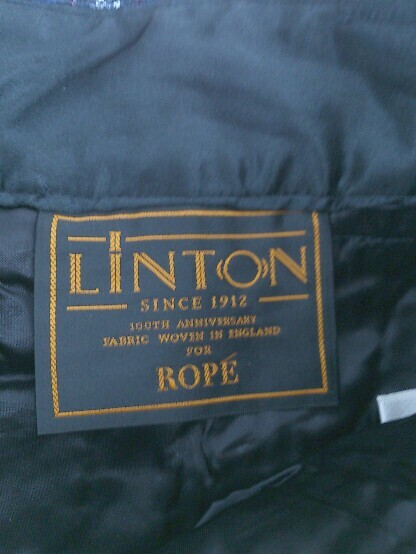 LINTON
SINCE 1912
100TH ANNIVERSARY
FABRIC WOVEN IN ENGLAND
FOR
ROPÉ